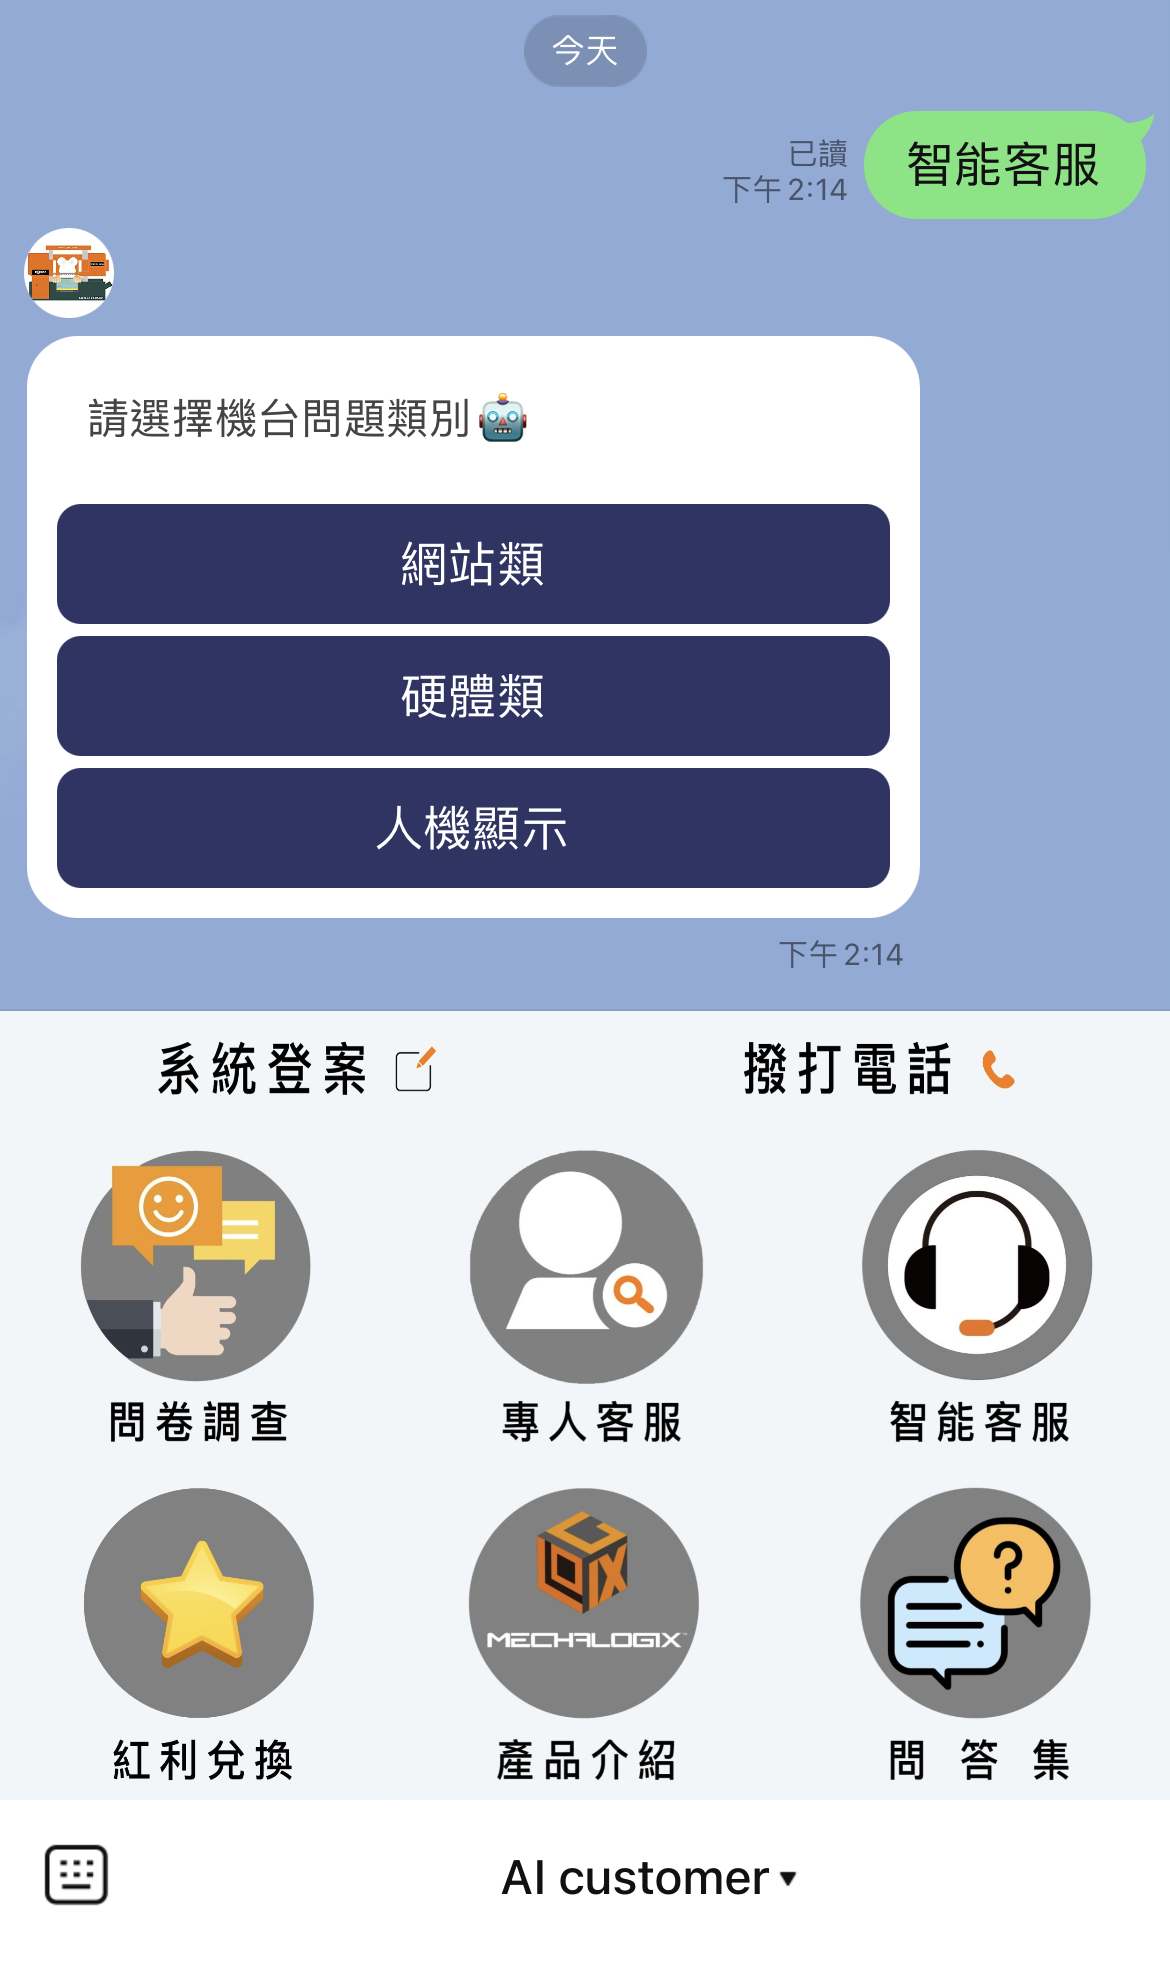 今天
智能客服
已讀
下午 2:14
請選擇機台問題類別
網站類
硬體類
人機顯示
下午 2:14
系統登案
撥打電話
問卷調查
專人客服
智能客服
MECHALOGIX
紅利兌換
產品介紹
問答集
AI customer